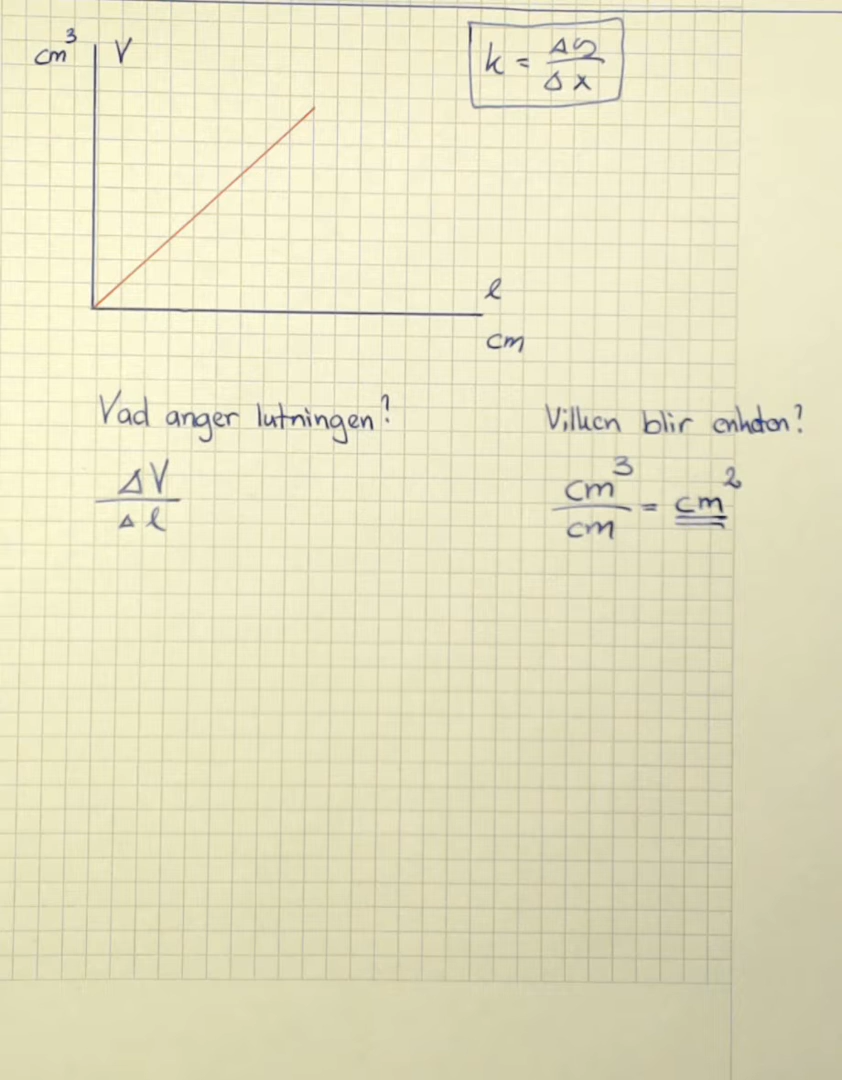 cm³ V
k = Δy/Δx
l
cm
Vad anger lutningen?
Vilken blir enheten?
ΔV/Δl
cm³/cm = cm²